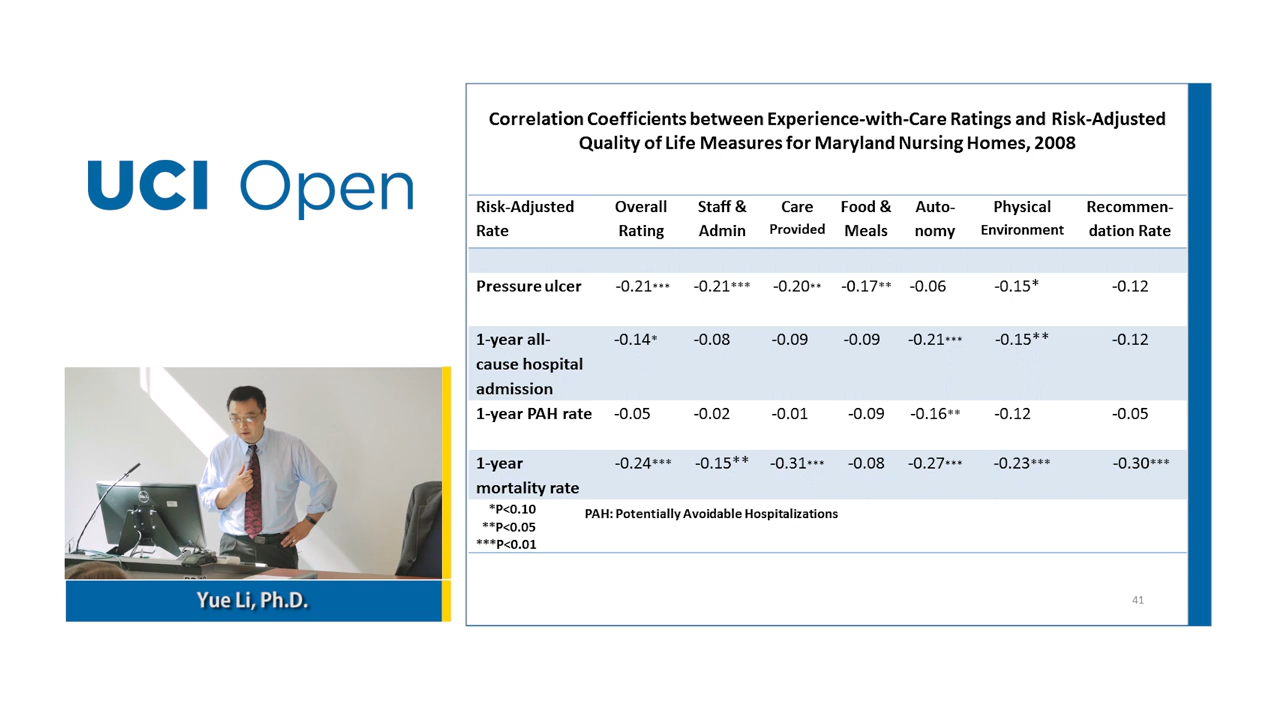 UCI Open
Correlation Coefficients between Experience-with-Care Ratings and Risk-Adjusted
Quality of Life Measures for Maryland Nursing Homes, 2008
Risk-Adjusted Rate
Overall Rating
Staff & Admin
Care Provided
Food & Meals
Auto-nomy
Physical Environment
Recommen-dation Rate
Pressure ulcer -0.21*** -0.21*** -0.20** -0.17** -0.06 -0.15* -0.12
1-year all- -0.14* -0.08 -0.09 -0.09 -0.21*** -0.15** -0.12
cause hospital
admission
1-year PAH rate -0.05 -0.02 -0.01 -0.09 -0.16** -0.12 -0.05
1-year -0.24*** -0.15** -0.31*** -0.08 -0.27*** -0.23*** -0.30***
mortality rate
*P<0.10 PAH: Potentially Avoidable Hospitalizations
**P<0.05
***P<0.01
41
DELL
Yue Li, Ph.D.